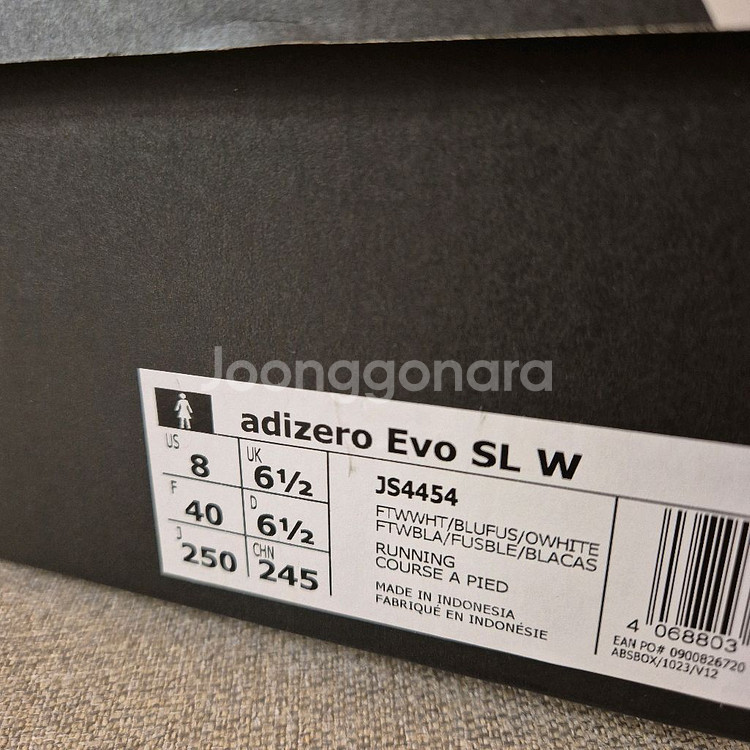 Joonggonara
adizero Evo SL W
US 8
UK 6½
F 40
D 6½
J 250
CHN 245
JS4454
FTWWHT/BLUFUS/OWHITE
FTWBLA/FUSBLE/BLACAS
RUNNING
COURSE A PIED
MADE IN INDONESIA
FABRIQUÉ EN INDONÉSIE
4 068803
EAN PO# 0900826720
ABSBOX/1023/V12